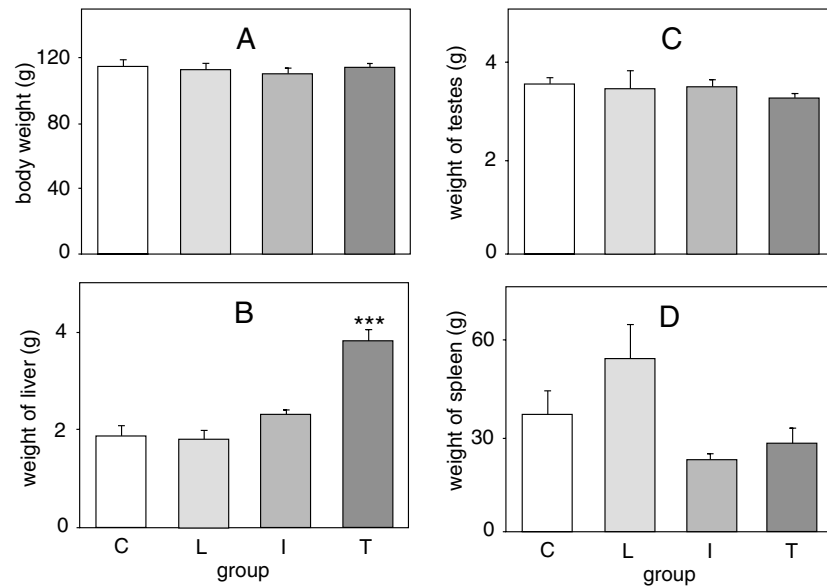 A
body weight (g)
120
80
40
0
C
weight of testes (g)
4
2
0
B
***
weight of liver (g)
4
2
0
C L I T
group
D
weight of spleen (g)
60
30
0
C L I T
group